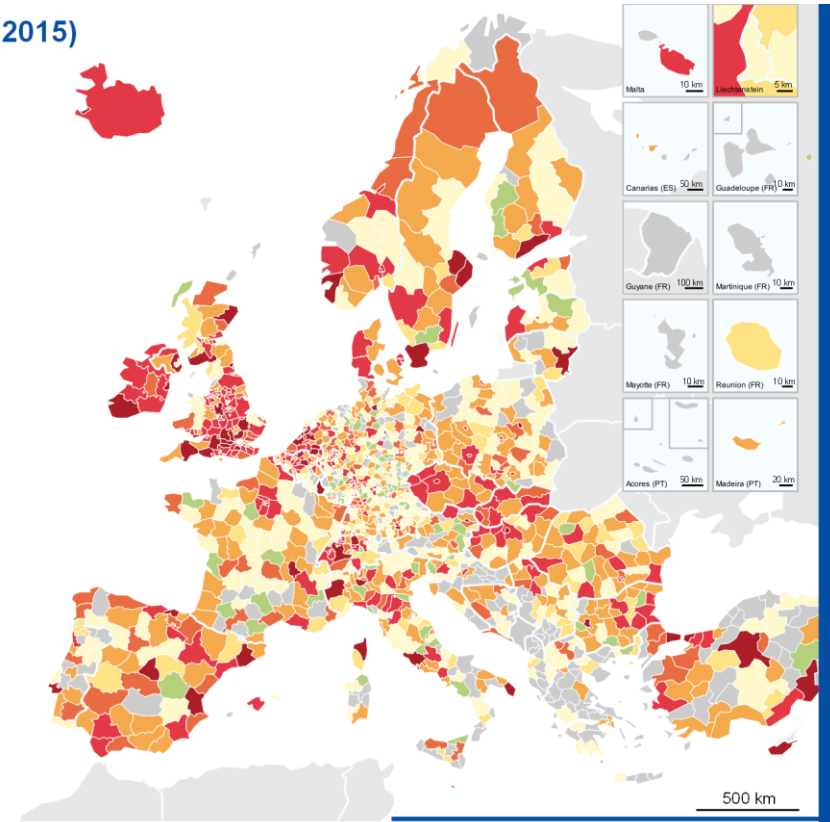 2015)
Malta
10 km
Liechtenstein
5 km
Canarias (ES)
50 km
Guadeloupe (FR)
10 km
Guyane (FR)
100 km
Martinique (FR)
10 km
Mayotte (FR)
10 km
Reunion (FR)
10 km
Acores (PT)
50 km
Madeira (PT)
20 km
500 km